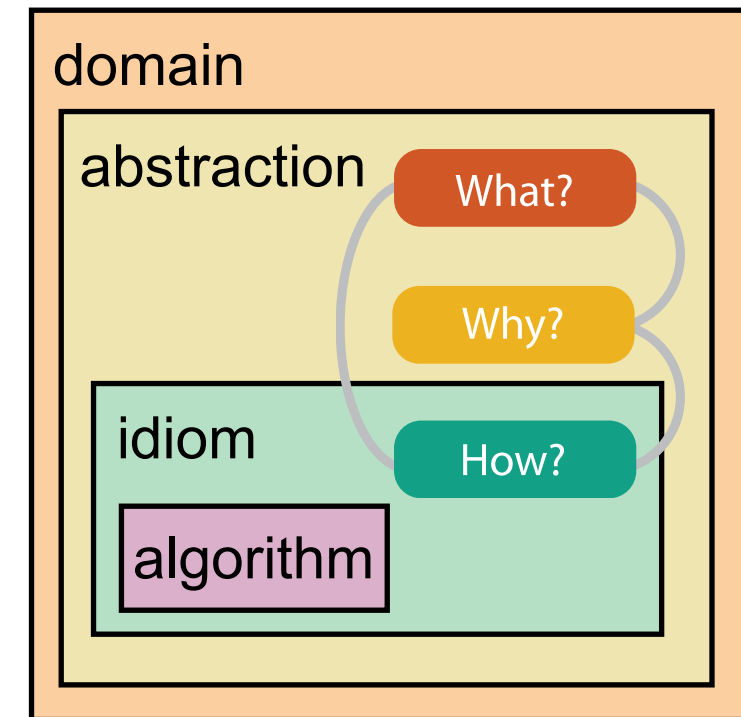 domain
abstraction
What?
Why?
idiom
How?
algorithm